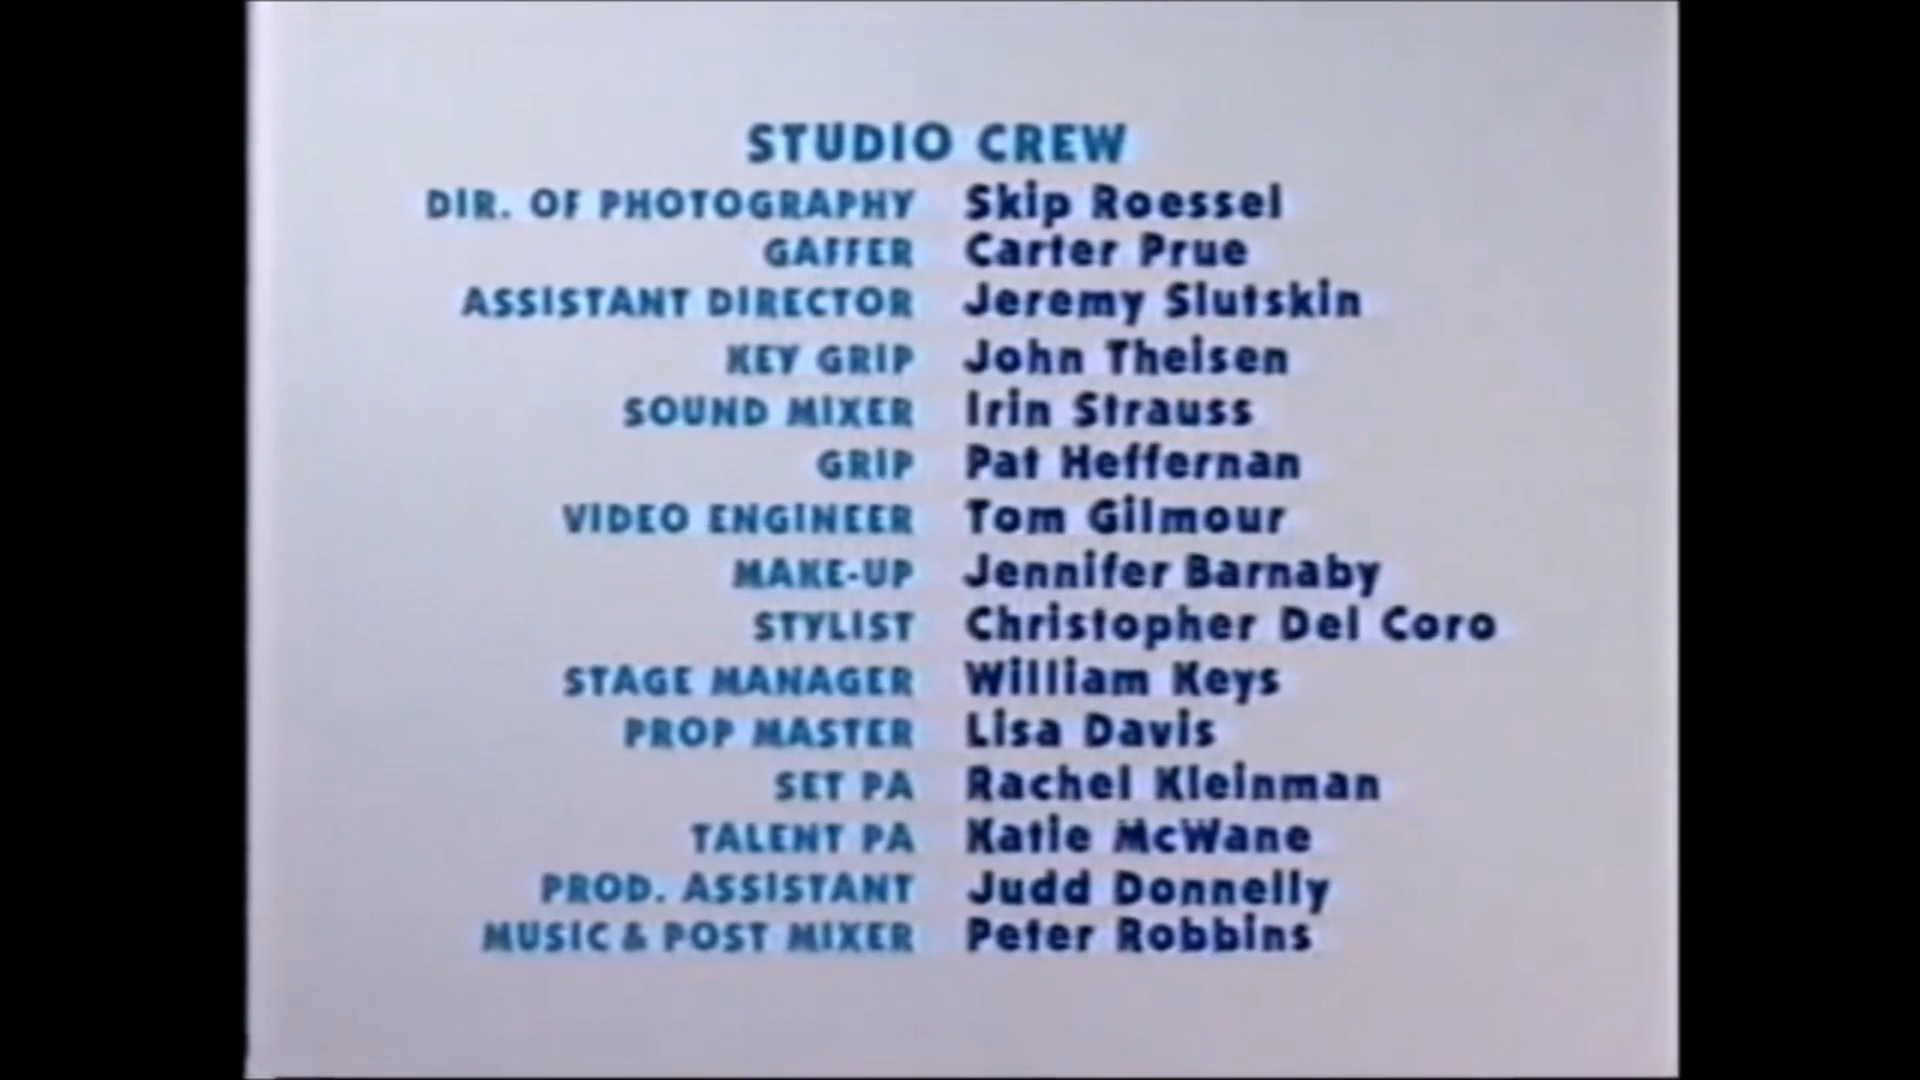 STUDIO CREW
DIR. OF PHOTOGRAPHY Skip Roessel
GAFFER Carter Prue
ASSISTANT DIRECTOR Jeremy Slutskin
KEY GRIP John Theisen
SOUND MIXER Irin Strauss
GRIP Pat Heffernan
VIDEO ENGINEER Tom Gilmour
MAKE-UP Jennifer Barnaby
STYLIST Christopher Del Coro
STAGE MANAGER William Keys
PROP MASTER Lisa Davis
SET PA Rachel Kleinman
TALENT PA Katie McWane
PROD. ASSISTANT Judd Donnelly
MUSIC & POST MIXER Peter Robbins